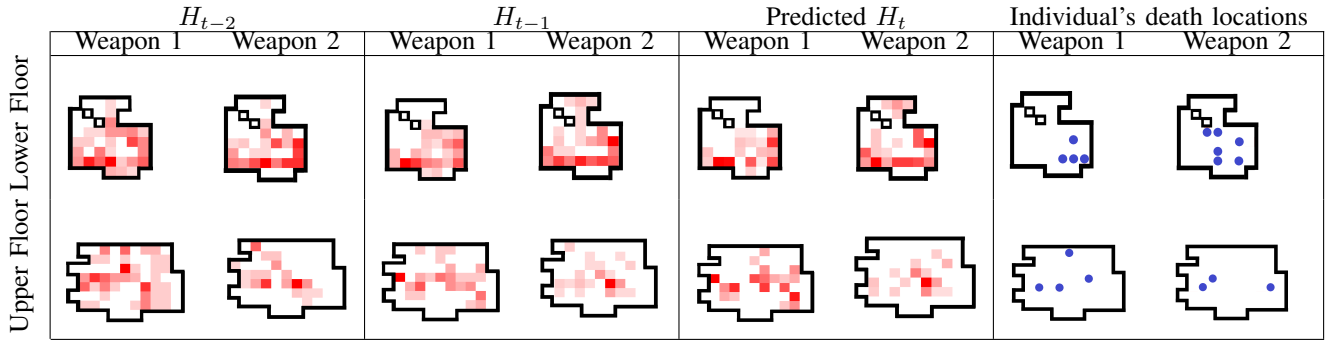 H_{t−2} H_{t−1} Predicted H_t Individual's death locations
Weapon 1 Weapon 2 Weapon 1 Weapon 2 Weapon 1 Weapon 2 Weapon 1 Weapon 2
Lower Floor
Upper Floor